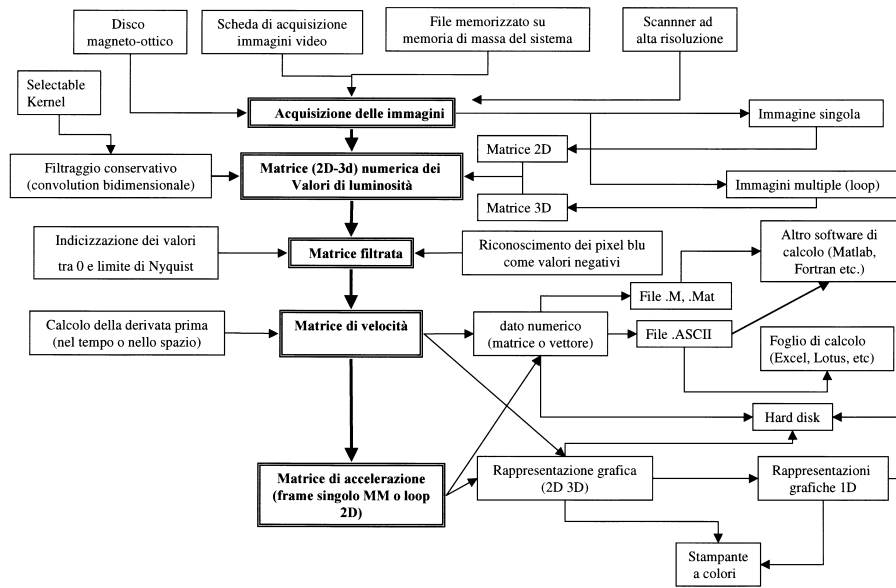 Disco
magneto-ottico
Scheda di acquisizione
immagini video
File memorizzato su
memoria di massa del sistema
Scannner ad
alta risoluzione
Selectable
Kernel
Acquisizione delle immagini
Immagine singola
Filtraggio conservativo
(convolution bidimensionale)
Matrice (2D-3d) numerica dei
Valori di luminosità
Matrice 2D
Matrice 3D
Immagini multiple (loop)
Indicizzazione dei valori
tra 0 e limite di Nyquist
Matrice filtrata
Riconoscimento dei pixel blu
come valori negativi
Altro software di
calcolo (Matlab,
Fortran etc.)
File .M, .Mat
Calcolo della derivata prima
(nel tempo o nello spazio)
Matrice di velocità
dato numerico
(matrice o vettore)
File .ASCII
Foglio di calcolo
(Excel, Lotus, etc)
Hard disk
Matrice di accelerazione
(frame singolo MM o loop
2D)
Rappresentazione grafica
(2D 3D)
Rappresentazioni
grafiche 1D
Stampante
a colori